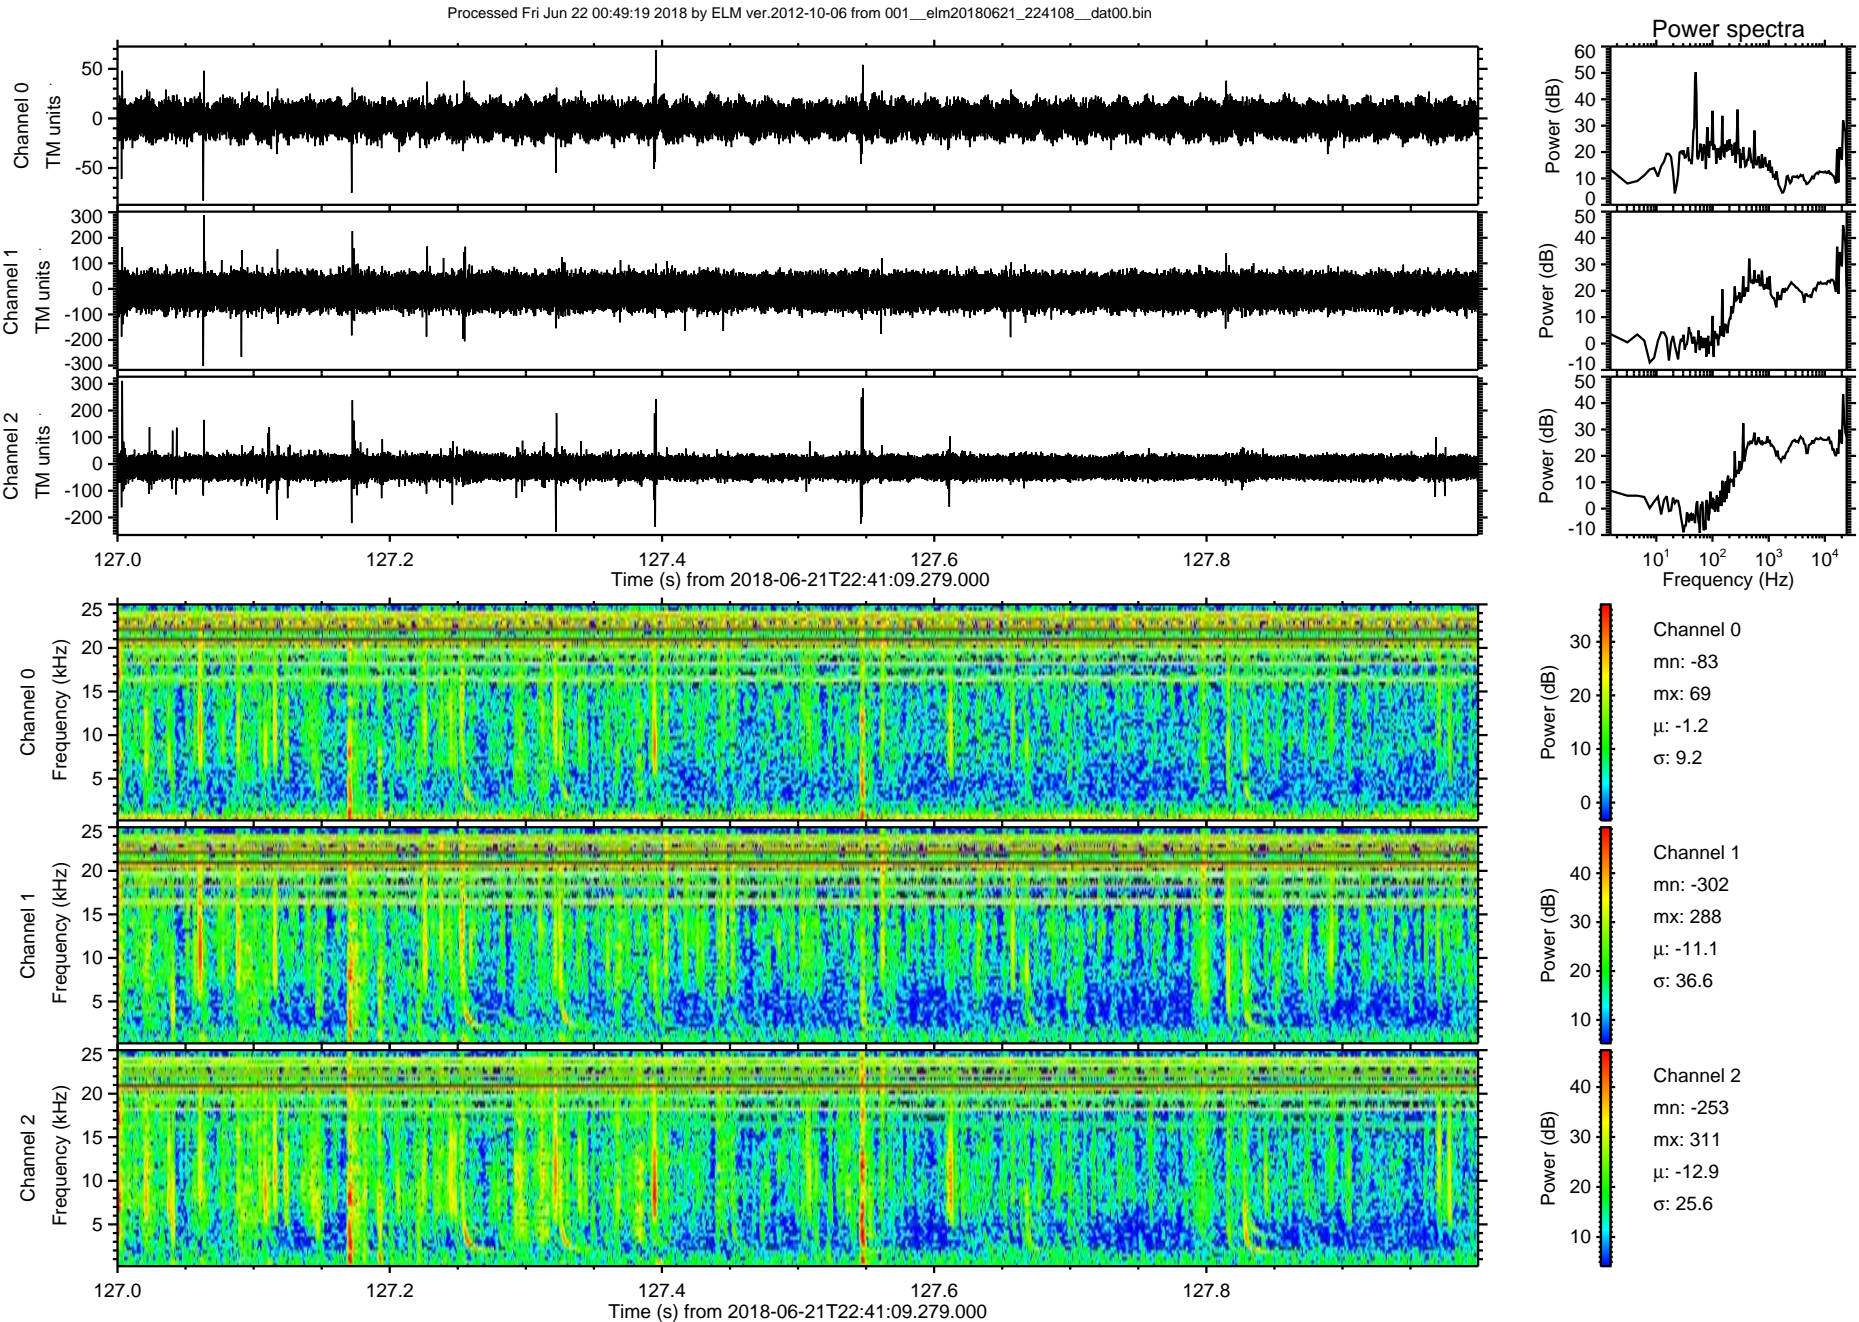 Processed Fri Jun 22 00:49:19 2018 by ELM ver.2012-10-06 from 001__elm20180621_224108__dat00.bin
Power spectra
Channel 0
TM units
50
0
-50
Power (dB)
60
50
40
30
20
10
0
Channel 1
TM units
300
200
100
0
-100
-200
-300
Power (dB)
50
40
30
20
10
0
-10
Channel 2
TM units
300
200
100
0
-100
-200
Power (dB)
50
40
30
20
10
0
-10
127.0 127.2 127.4 127.6 127.8
Time (s) from 2018-06-21T22:41:09.279.000
10¹ 10² 10³ 10⁴
Frequency (Hz)
Channel 0
Frequency (kHz)
25
20
15
10
5
Power (dB)
30
20
10
0
Channel 0
mn: -83
mx: 69
μ: -1.2
σ: 9.2
Channel 1
Frequency (kHz)
25
20
15
10
5
Power (dB)
40
30
20
10
Channel 1
mn: -302
mx: 288
μ: -11.1
σ: 36.6
Channel 2
Frequency (kHz)
25
20
15
10
5
Power (dB)
40
30
20
10
Channel 2
mn: -253
mx: 311
μ: -12.9
σ: 25.6
127.0 127.2 127.4 127.6 127.8
Time (s) from 2018-06-21T22:41:09.279.000